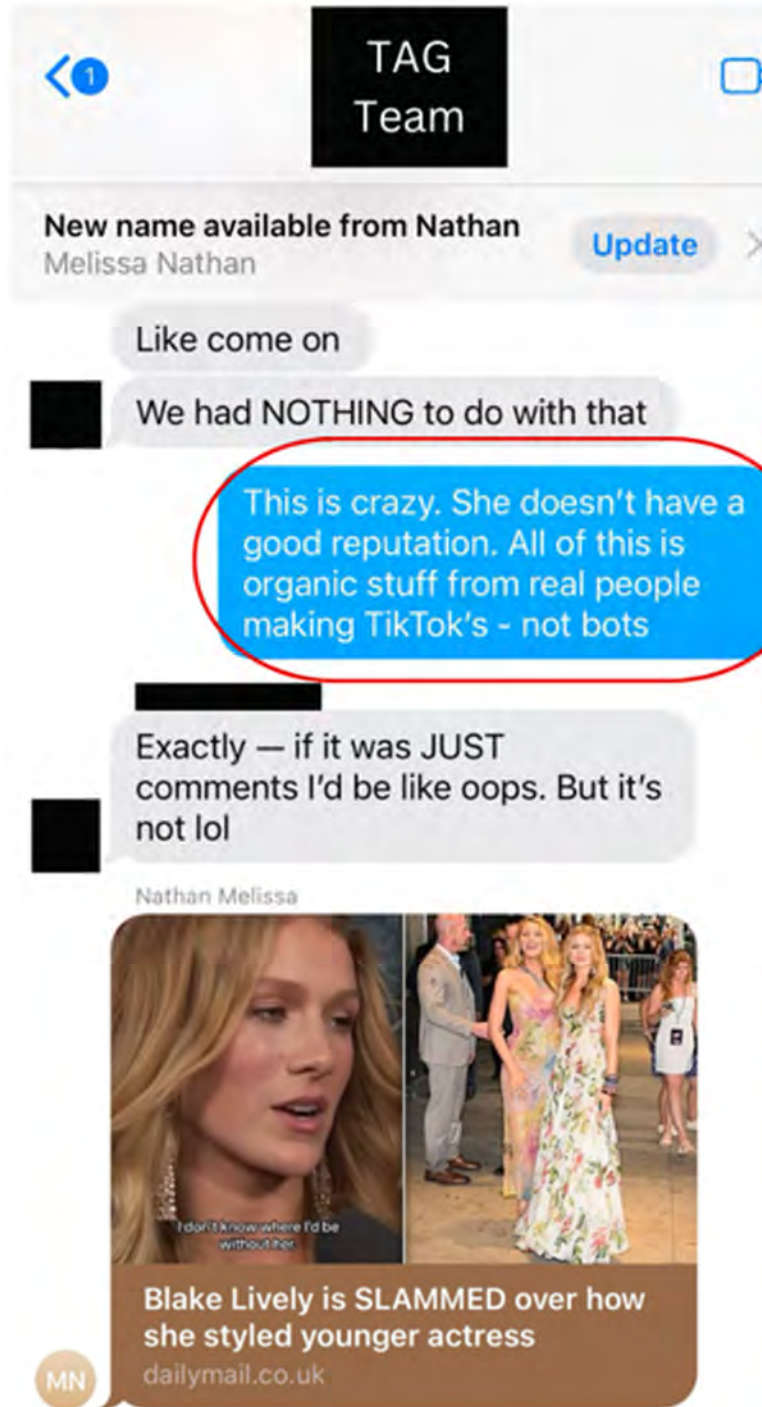 1
TAG
Team
New name available from Nathan
Melissa Nathan
Update
Like come on
We had NOTHING to do with that
This is crazy. She doesn't have a
good reputation. All of this is
organic stuff from real people
making TikTok's - not bots
Exactly — if it was JUST
comments I'd be like oops. But it's
not lol
Nathan Melissa
I don't know where I'd be
without her.
Blake Lively is SLAMMED over how
she styled younger actress
dailymail.co.uk
MN